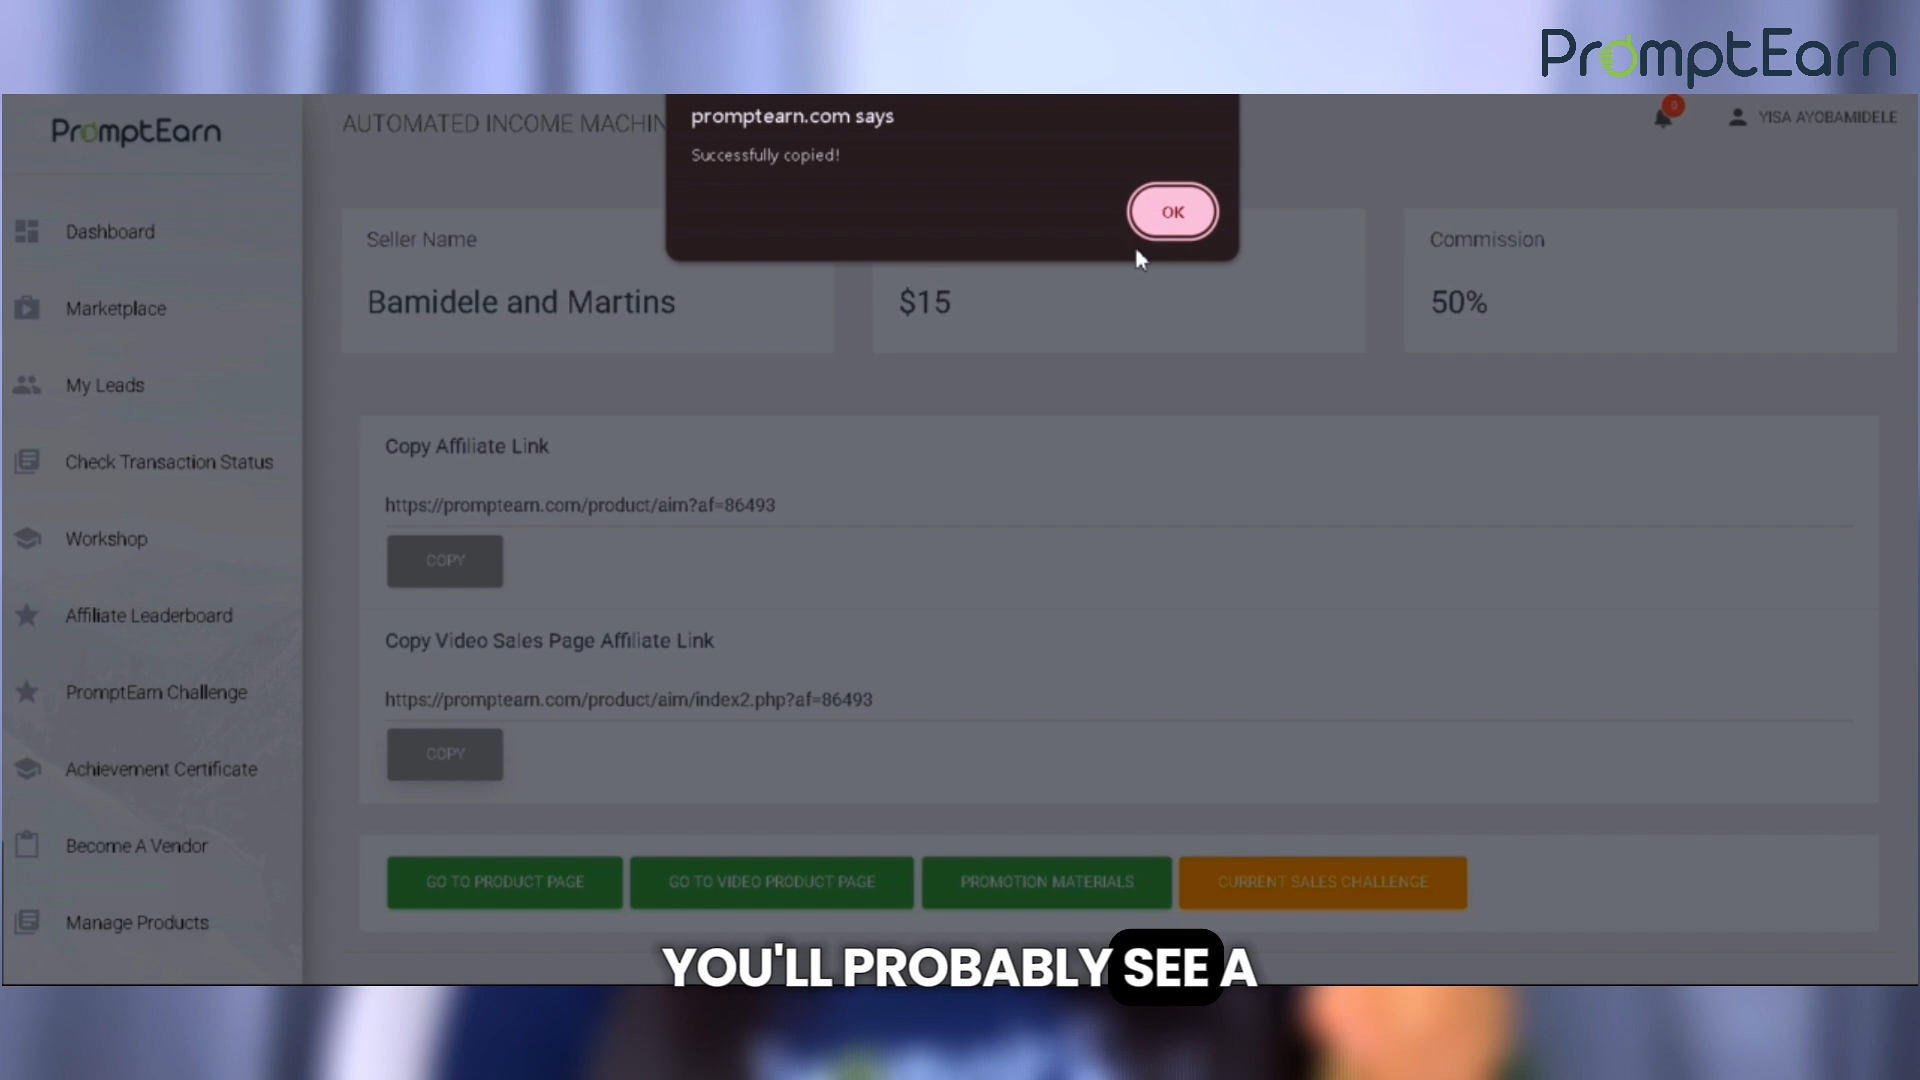 PromptEarn
PromptEarn
AUTOMATED INCOME MACHIN
promptearn.com says
Successfully copied!
OK
0
YISA AYOBAMIDELE
Dashboard
Marketplace
My Leads
Check Transaction Status
Workshop
Affiliate Leaderboard
PromptEarn Challenge
Achievement Certificate
Become A Vendor
Manage Products
Seller Name
Bamidele and Martins
$15
Commission
50%
Copy Affiliate Link
https://promptearn.com/product/aim?af=86493
COPY
Copy Video Sales Page Affiliate Link
https://promptearn.com/product/aim/index2.php?af=86493
COPY
GO TO PRODUCT PAGE
GO TO VIDEO PRODUCT PAGE
PROMOTION MATERIALS
CURRENT SALES CHALLENGE
YOU'LL PROBABLY SEE A